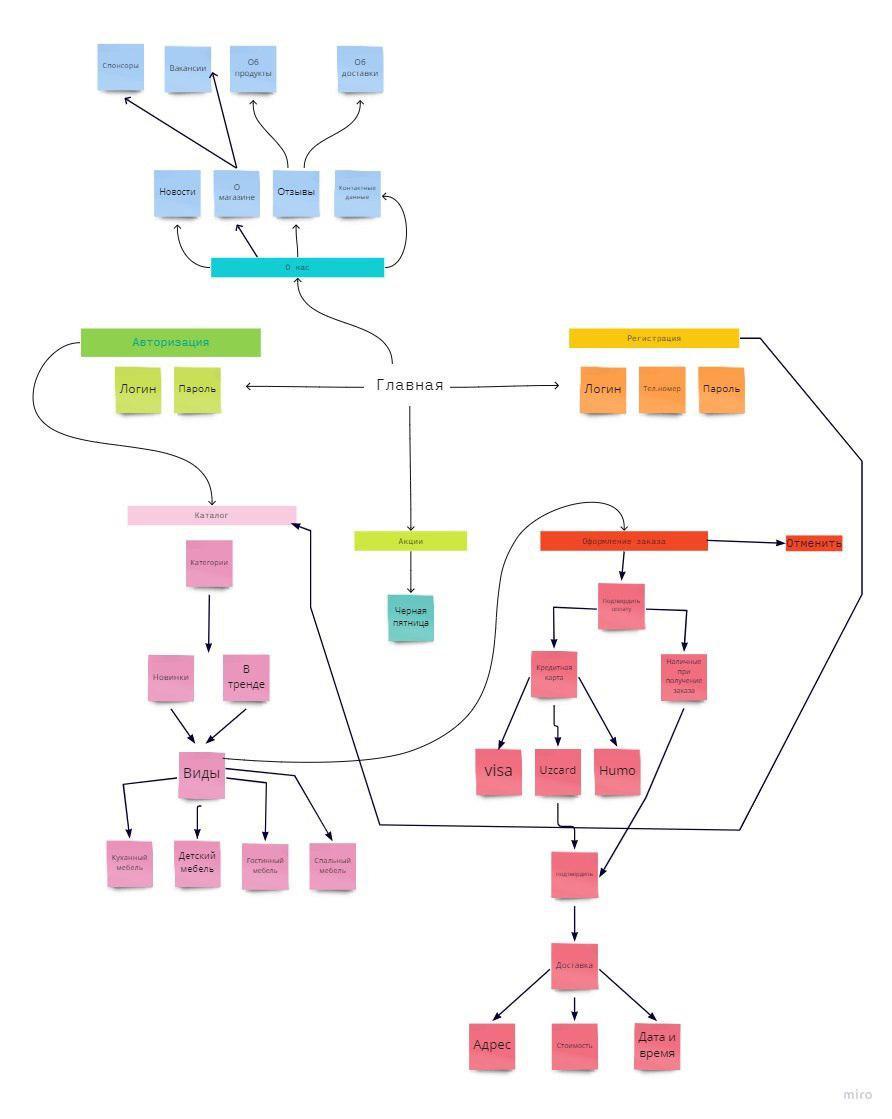 Спонсоры
Вакансии
Об
продукты
Об
доставки
Новости
О
магазине
Отзывы
Контактные
данные
О нас
Авторизация
Логин
Пароль
Главная
Регистрация
Логин
Тел.номер
Пароль
Каталог
Категории
Новинки
В
тренде
Виды
Куханный
мебель
Детский
мебель
Гостинный
мебель
Спальный
мебель
Акции
Черная
пятница
Оформление заказа
Отменить
Подтвердить
оплату
Кредитная
карта
Наличные
при
получение
заказа
visa
Uzcard
Humo
подтвердить
Доставка
Адрес
Стоимость
Дата и
время
miro